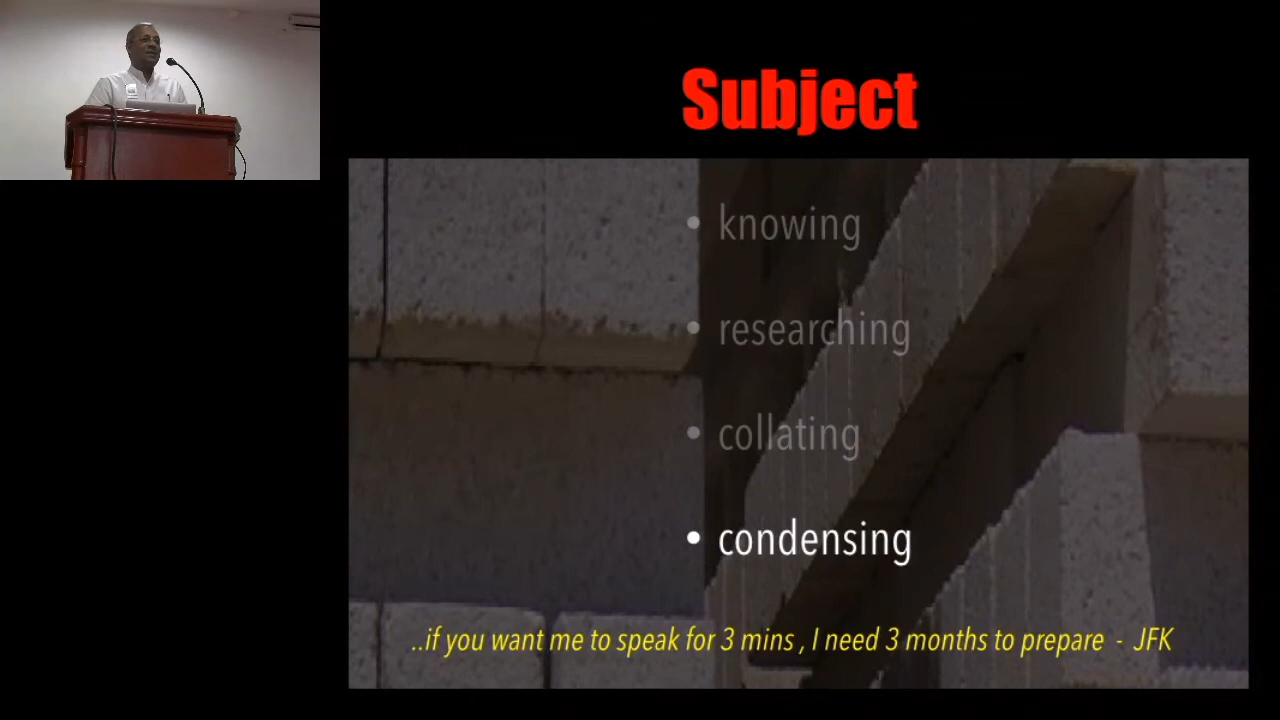 Subject
• knowing
• researching
• collating
• condensing
..if you want me to speak for 3 mins , I need 3 months to prepare - JFK